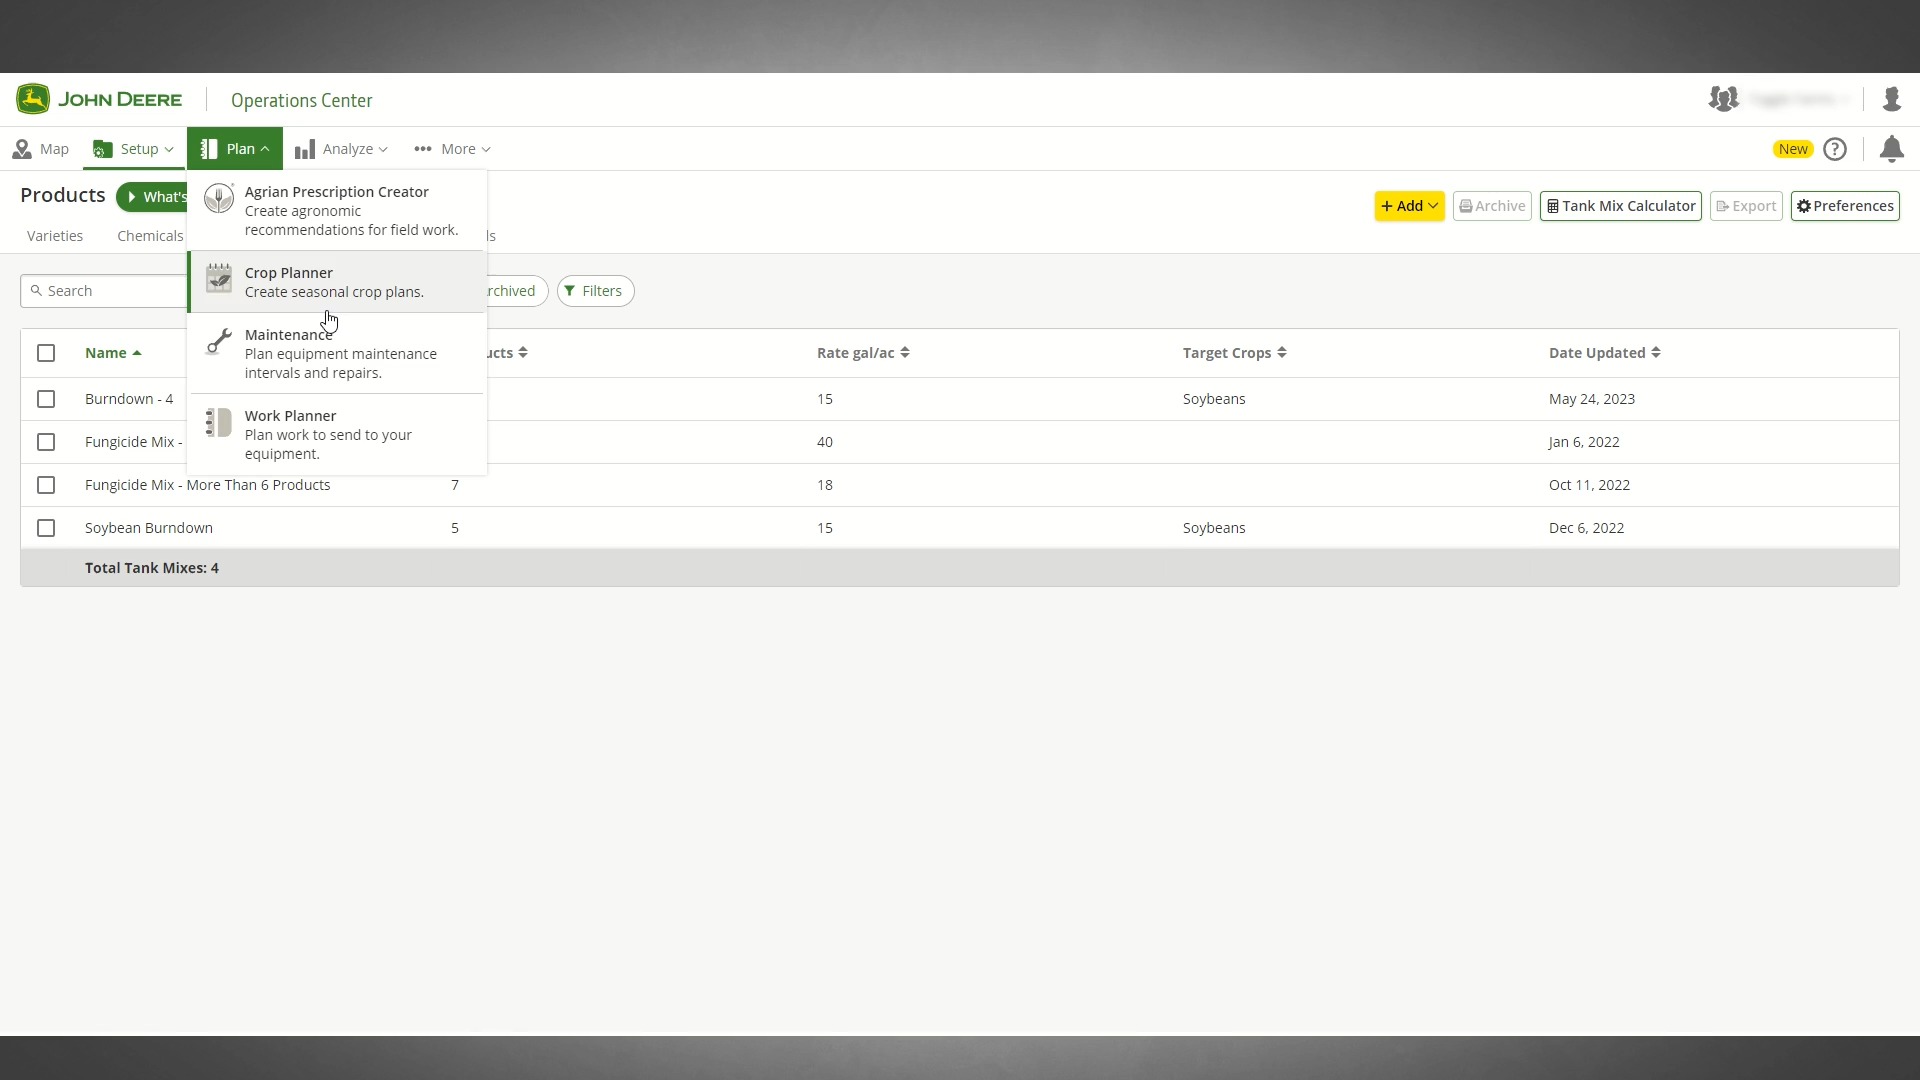 JOHN DEERE Operations Center
Map Setup Plan Analyze More New
Products What's
Agrian Prescription Creator
Create agronomic
recommendations for field work.
+ Add Archive Tank Mix Calculator Export Preferences
Varieties Chemicals
Crop Planner
Create seasonal crop plans.
Search Filters
Maintenance
Plan equipment maintenance
intervals and repairs.
Work Planner
Plan work to send to your
equipment.
Name Rate gal/ac Target Crops Date Updated
Burndown - 4 15 Soybeans May 24, 2023
Fungicide Mix - 40 Jan 6, 2022
Fungicide Mix - More Than 6 Products 7 18 Oct 11, 2022
Soybean Burndown 5 15 Soybeans Dec 6, 2022
Total Tank Mixes: 4